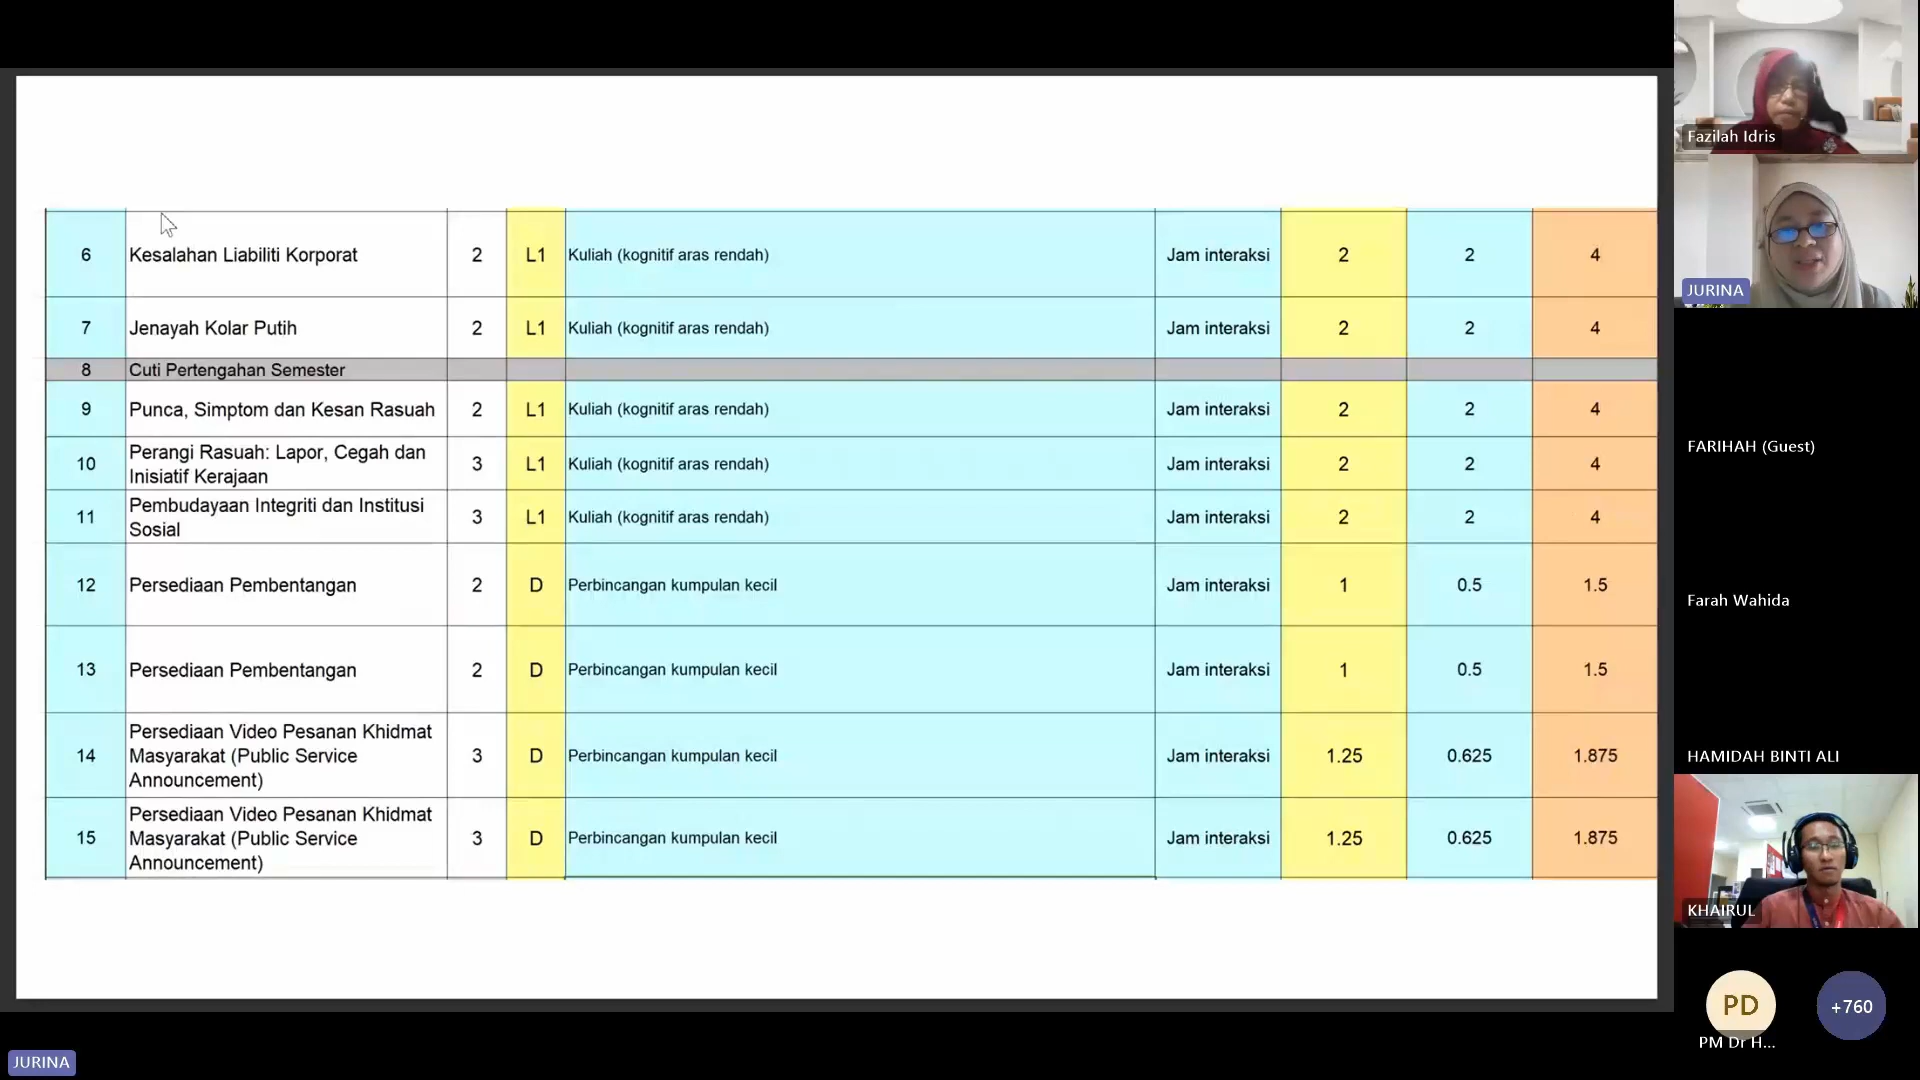 6 Kesalahan Liabiliti Korporat 2 L1 Kuliah (kognitif aras rendah) Jam interaksi 2 2 4
7 Jenayah Kolar Putih 2 L1 Kuliah (kognitif aras rendah) Jam interaksi 2 2 4
8 Cuti Pertengahan Semester
9 Punca, Simptom dan Kesan Rasuah 2 L1 Kuliah (kognitif aras rendah) Jam interaksi 2 2 4
10 Perangi Rasuah: Lapor, Cegah dan
Inisiatif Kerajaan 3 L1 Kuliah (kognitif aras rendah) Jam interaksi 2 2 4
11 Pembudayaan Integriti dan Institusi
Sosial 3 L1 Kuliah (kognitif aras rendah) Jam interaksi 2 2 4
12 Persediaan Pembentangan 2 D Perbincangan kumpulan kecil Jam interaksi 1 0.5 1.5
13 Persediaan Pembentangan 2 D Perbincangan kumpulan kecil Jam interaksi 1 0.5 1.5
14 Persediaan Video Pesanan Khidmat
Masyarakat (Public Service
Announcement) 3 D Perbincangan kumpulan kecil Jam interaksi 1.25 0.625 1.875
15 Persediaan Video Pesanan Khidmat
Masyarakat (Public Service
Announcement) 3 D Perbincangan kumpulan kecil Jam interaksi 1.25 0.625 1.875
Fazilah Idris
JURINA
FARIHAH (Guest)
Farah Wahida
HAMIDAH BINTI ALI
KHAIRUL
PD
+760
PM Dr H...
JURINA